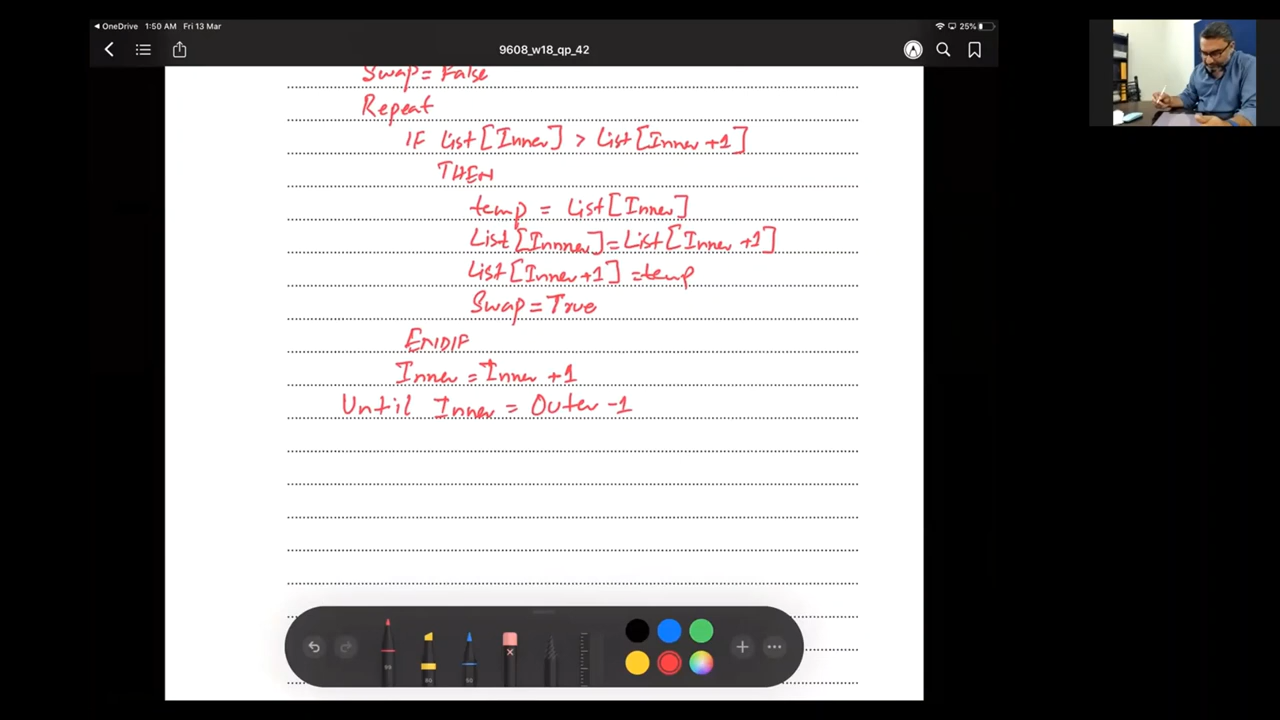 OneDrive 1:50 AM Fri 13 Mar 25%
9608_w18_qp_42
Swap = False
Repeat
IF List[Inner] > List[Inner +1]
THEN
temp = List[Inner]
List[Innner] = List[Inner +1]
List[Inner+1] = temp
Swap = True
ENDIF
Inner = Inner +1
Until Inner = Outer -1